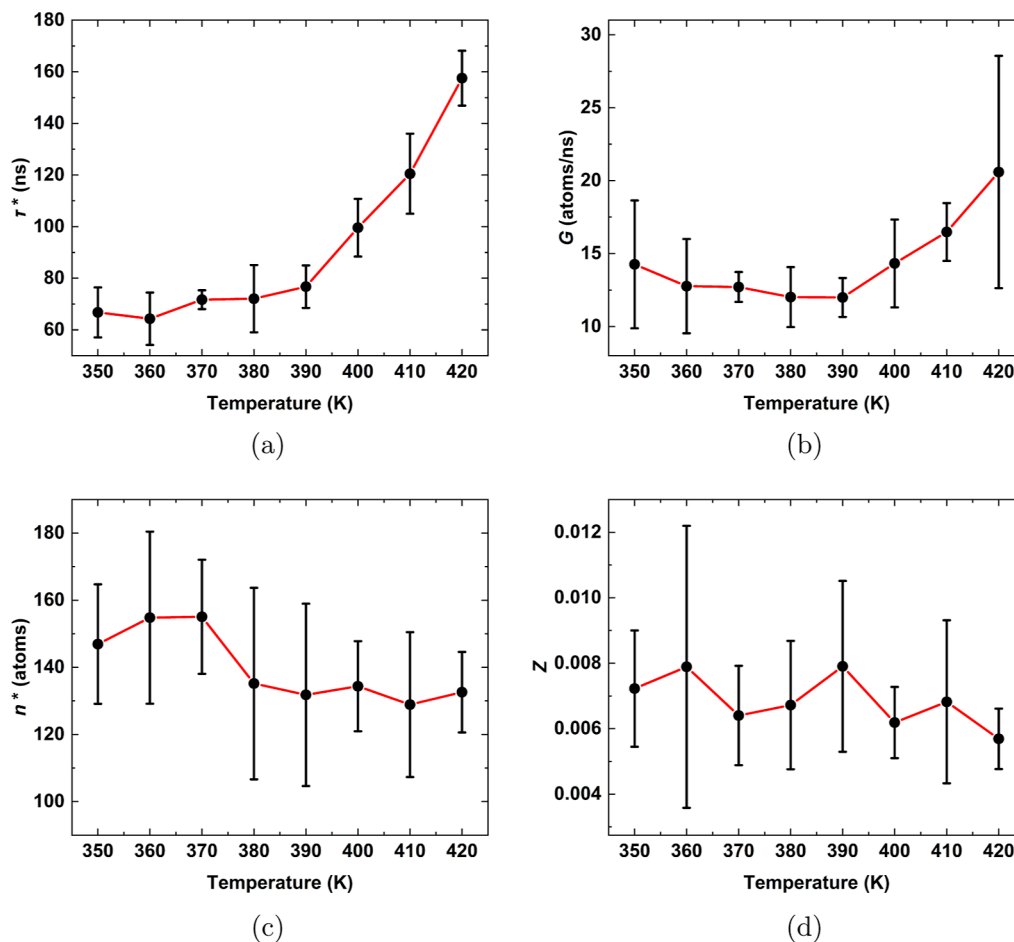 180
160
140
120
100
80
60
τ* (ns)
350 360 370 380 390 400 410 420
Temperature (K)
(a)
30
25
20
15
10
G (atoms/ns)
350 360 370 380 390 400 410 420
Temperature (K)
(b)
180
160
140
120
100
n* (atoms)
350 360 370 380 390 400 410 420
Temperature (K)
(c)
0.012
0.010
0.008
0.006
0.004
Z
350 360 370 380 390 400 410 420
Temperature (K)
(d)